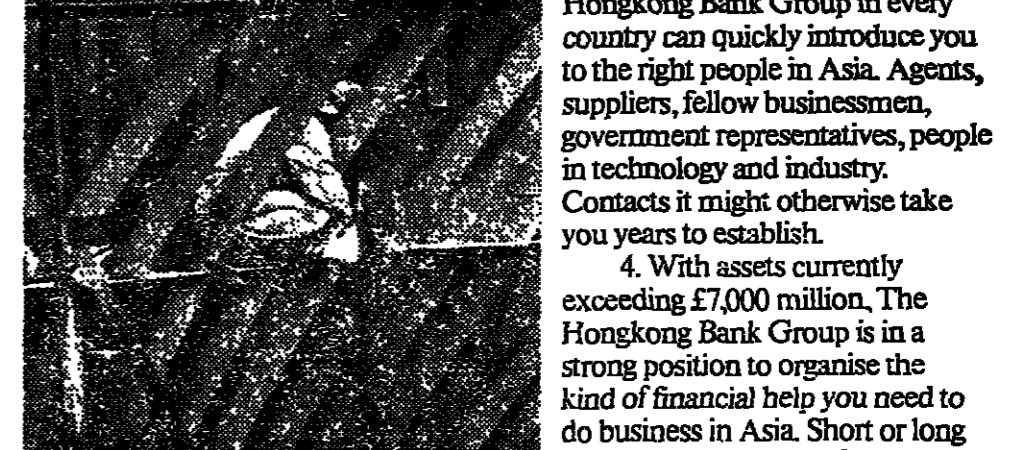 Hongkong Bank Group in every
country can quickly introduce you
to the right people in Asia. Agents,
suppliers, fellow businessmen,
government representatives, people
in technology and industry.
Contacts it might otherwise take
you years to establish.
4. With assets currently
exceeding £7,000 million, The
Hongkong Bank Group is in a
strong position to organise the
kind of financial help you need to
do business in Asia. Short or long